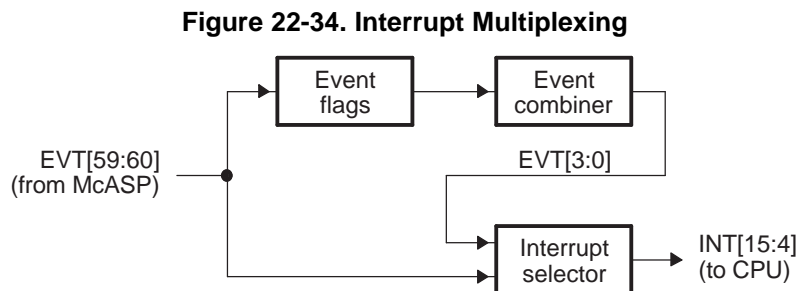 Figure 22-34. Interrupt Multiplexing
Event
flags
Event
combiner
EVT[59:60]
(from McASP)
EVT[3:0]
Interrupt
selector
INT[15:4]
(to CPU)